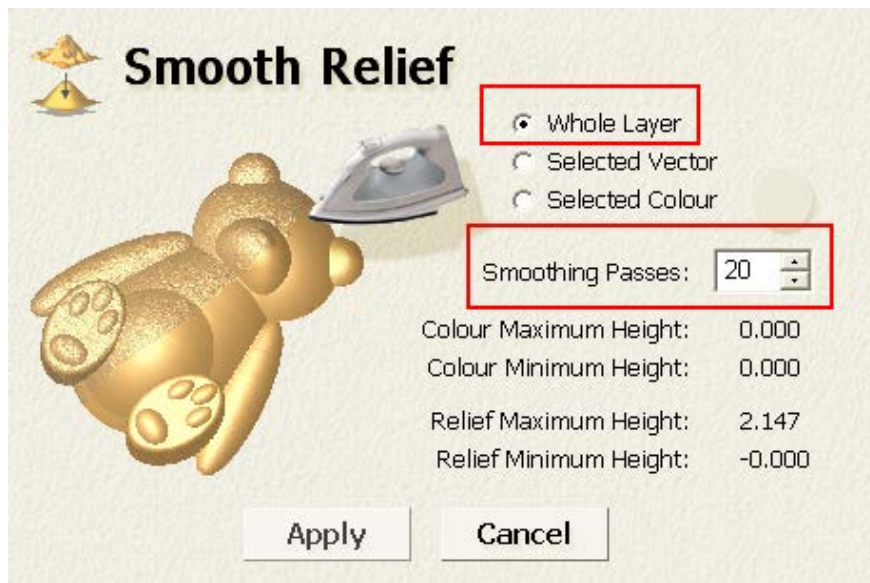 Smooth Relief
Whole Layer
Selected Vector
Selected Colour
Smoothing Passes: 20
Colour Maximum Height: 0.000
Colour Minimum Height: 0.000
Relief Maximum Height: 2.147
Relief Minimum Height: -0.000
Apply Cancel